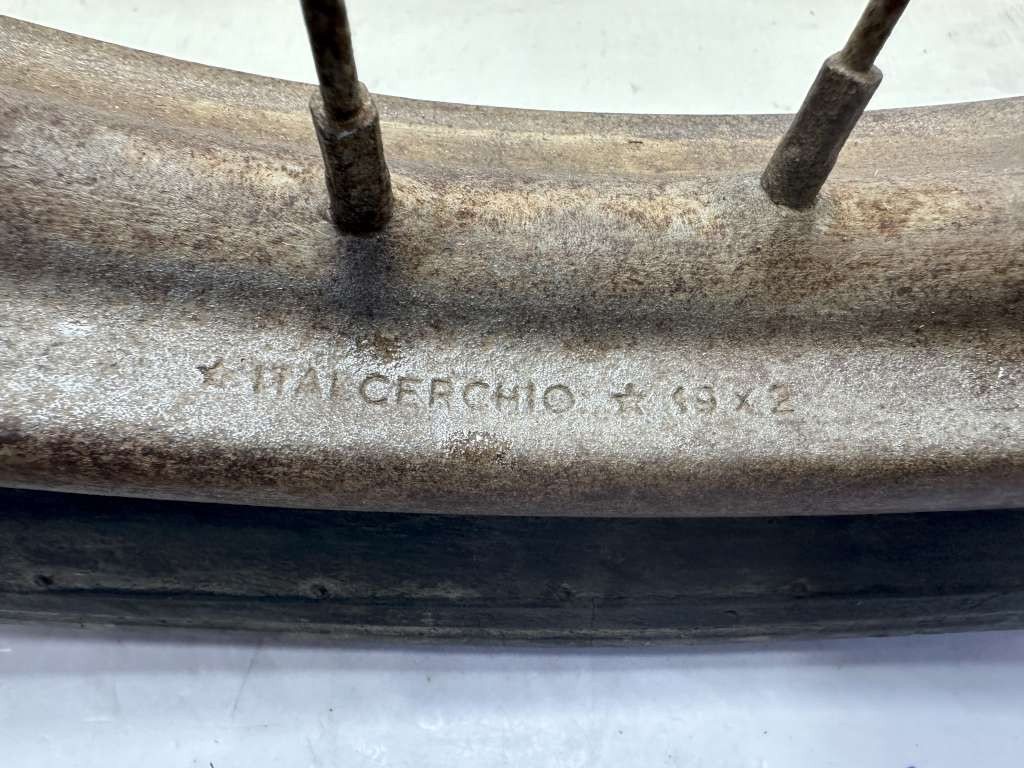 ☆ ITALCERCHIO ☆ 19 x 2